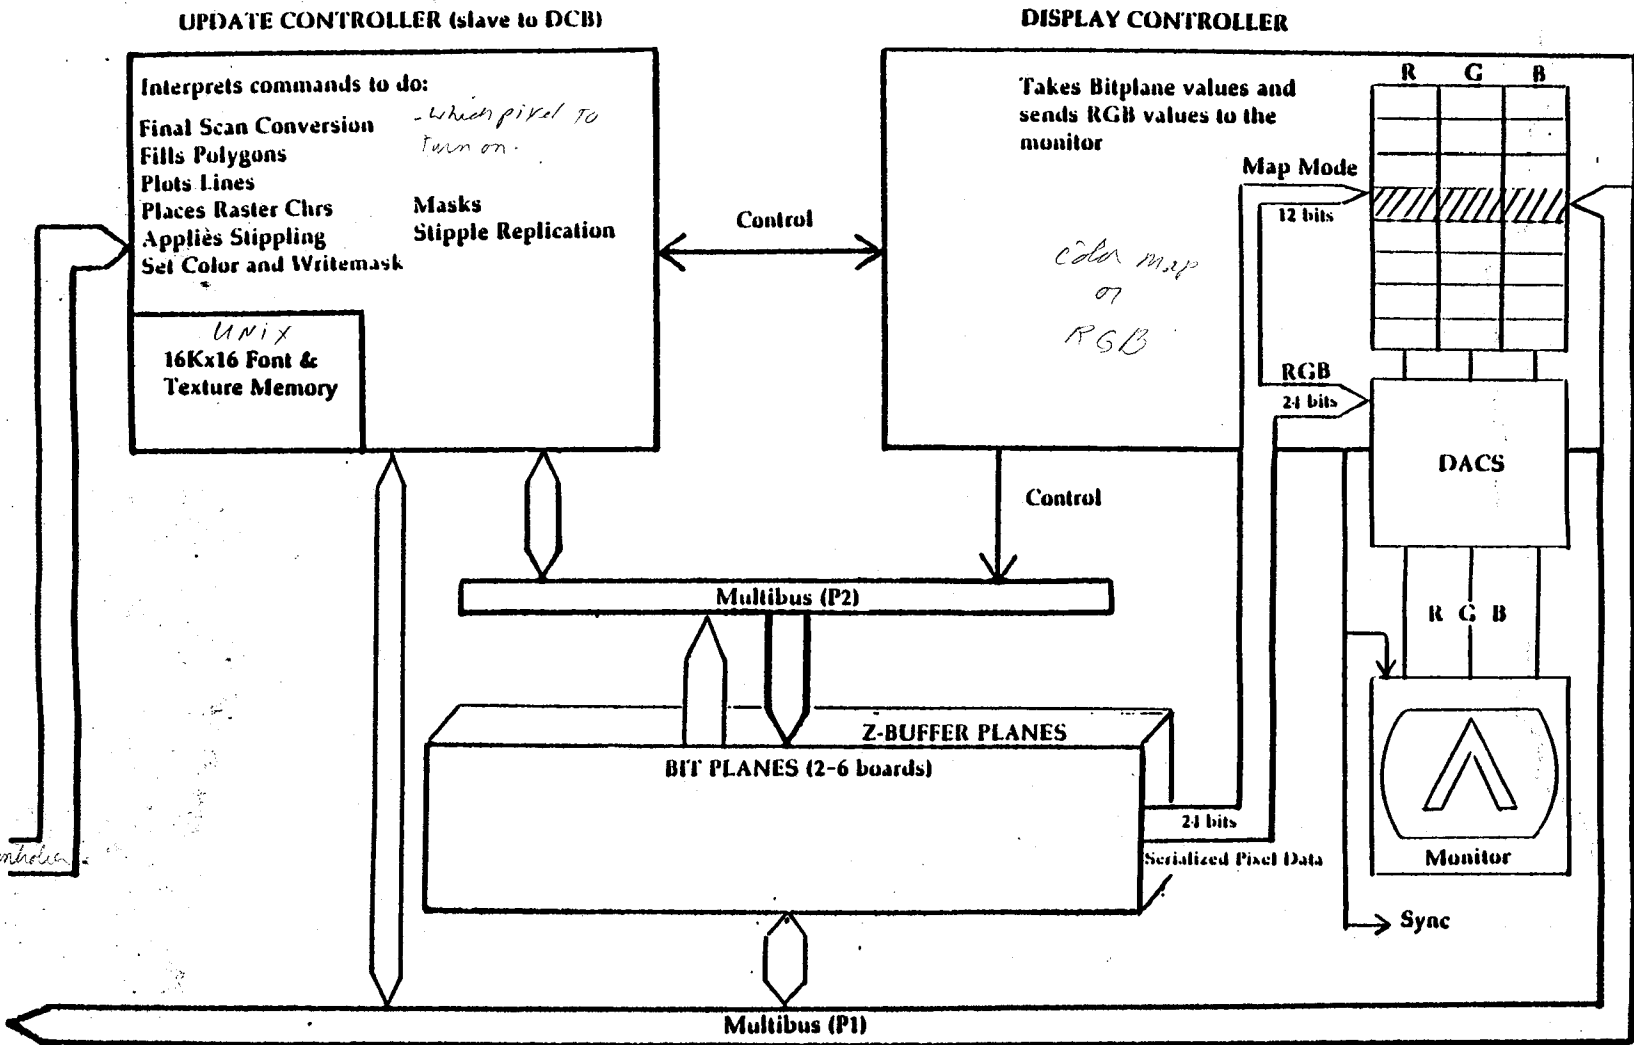 UPDATE CONTROLLER (slave to DCB)
Interprets commands to do:
Final Scan Conversion
- which pixel to
turn on.
Fills Polygons
Plots Lines
Places Raster Chrs
Applies Stippling
Set Color and Writemask
Masks
Stipple Replication
UNIX
16Kx16 Font &
Texture Memory
Control
DISPLAY CONTROLLER
Takes Bitplane values and
sends RGB values to the
monitor
color map
or
RGB
R G B
Map Mode
12 bits
RGB
24 bits
DACS
Control
Multibus (P2)
R G B
Z-BUFFER PLANES
BIT PLANES (2-6 boards)
24 bits
Serialized Pixel Data
Monitor
Sync
Multibus (P1)